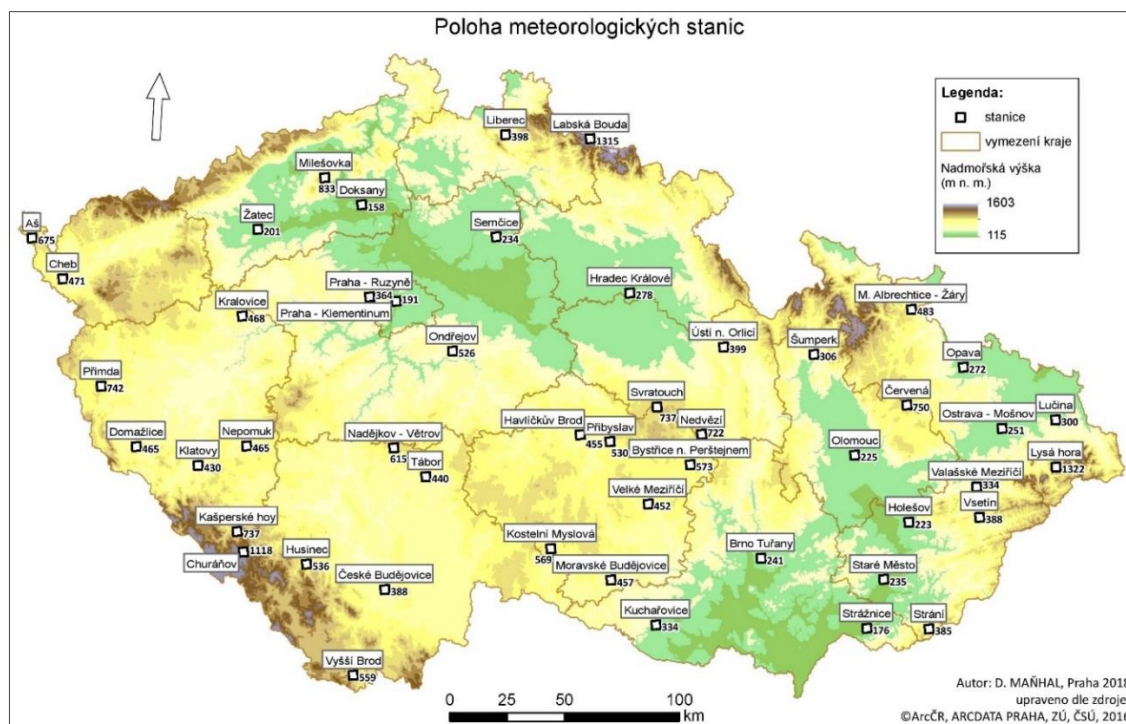 Poloha meteorologických stanic
Legenda:
stanice
vymezení kraje
Nadmořská výška
(m n. m.)
1603
115
Liberec
398
Labská Bouda
1315
Milešovka
833
Doksany
158
Žatec
201
Semčice
234
Aš
675
Cheb
471
Praha - Ruzyně
364
191
Praha - Klementinum
Kralovice
468
Hradec Králové
278
M. Albrechtice - Žáry
483
Ondřejov
526
Ústí n. Orlicí
399
Šumperk
306
Opava
272
Přimda
742
Svratouch
737
Červená
750
Lučina
300
Ostrava - Mošnov
251
Havlíčkův Brod
455
Přibyslav
530
Nedvězí
722
Domažlice
465
Nepomuk
465
Klatovy
430
Nadějkov - Větrov
615
Tábor
440
Bystřice n. Perštejnem
573
Olomouc
225
Lysá hora
1322
Valašské Meziříčí
334
Velké Meziříčí
452
Vsetín
388
Holešov
223
Kašperské hoy
737
1118
Churáňov
Husinec
536
Kostelní Myslová
569
Brno Tuřany
241
České Budějovice
388
Moravské Budějovice
457
Staré Město
235
Kuchařovice
334
Strážnice
176
Strání
385
Vyšší Brod
559
0 50 100
km
Autor: D. MAŇHAL, Praha 2018
upraveno dle zdroje
©ArcČR, ARCDATA PRAHA, ZÚ, ČSÚ, 2016